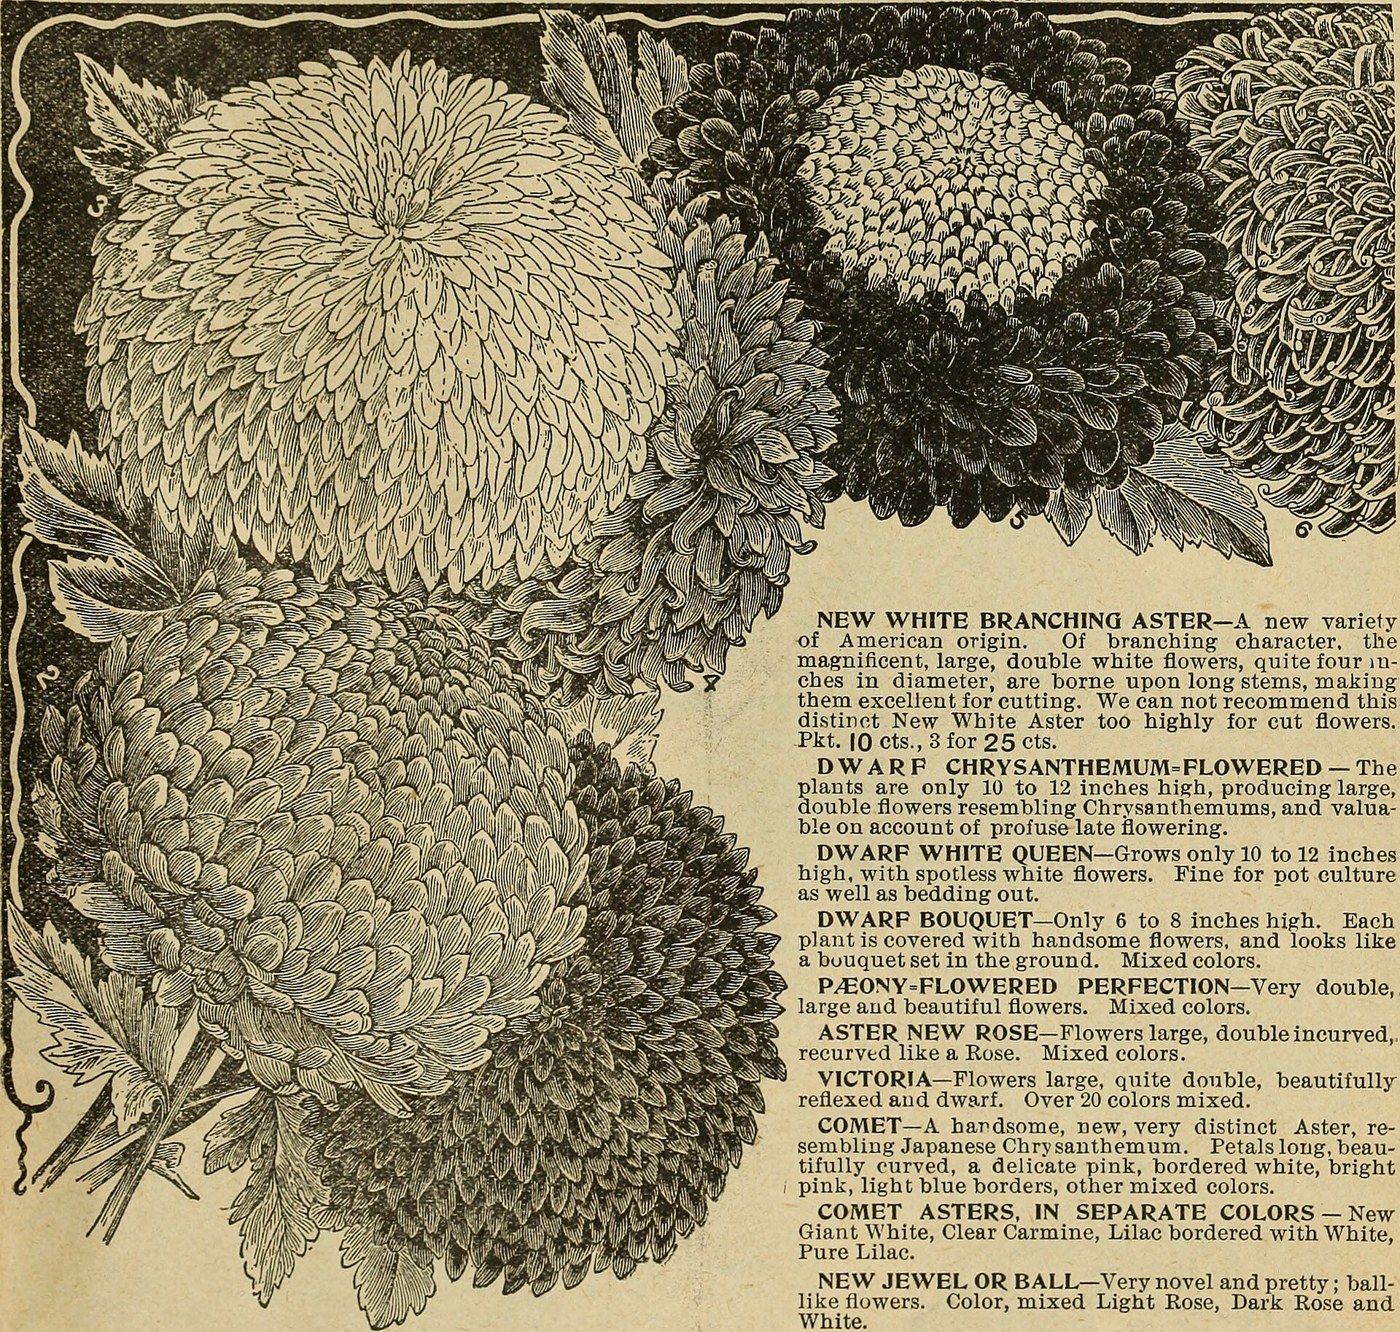 3
2
4
5
6
NEW WHITE BRANCHING ASTER—A new variety
of American origin. Of branching character, the
magnificent, large, double white flowers, quite four in-
ches in diameter, are borne upon long stems, making
them excellent for cutting. We can not recommend this
distinct New White Aster too highly for cut flowers.
Pkt. 10 cts., 3 for 25 cts.
DWARF CHRYSANTHEMUM=FLOWERED — The
plants are only 10 to 12 inches high, producing large,
double flowers resembling Chrysanthemums, and valua-
ble on account of profuse late flowering.
DWARF WHITE QUEEN—Grows only 10 to 12 inches
high, with spotless white flowers. Fine for pot culture
as well as bedding out.
DWARF BOUQUET—Only 6 to 8 inches high. Each
plant is covered with handsome flowers, and looks like
a bouquet set in the ground. Mixed colors.
PÆONY=FLOWERED PERFECTION—Very double,
large and beautiful flowers. Mixed colors.
ASTER NEW ROSE—Flowers large, double incurved,
recurved like a Rose. Mixed colors.
VICTORIA—Flowers large, quite double, beautifully
reflexed and dwarf. Over 20 colors mixed.
COMET—A handsome, new, very distinct Aster, re-
sembling Japanese Chrysanthemum. Petals long, beau-
tifully curved, a delicate pink, bordered white, bright
pink, light blue borders, other mixed colors.
COMET ASTERS, IN SEPARATE COLORS — New
Giant White, Clear Carmine, Lilac bordered with White,
Pure Lilac.
NEW JEWEL OR BALL—Very novel and pretty; ball-
like flowers. Color, mixed Light Rose, Dark Rose and
White.